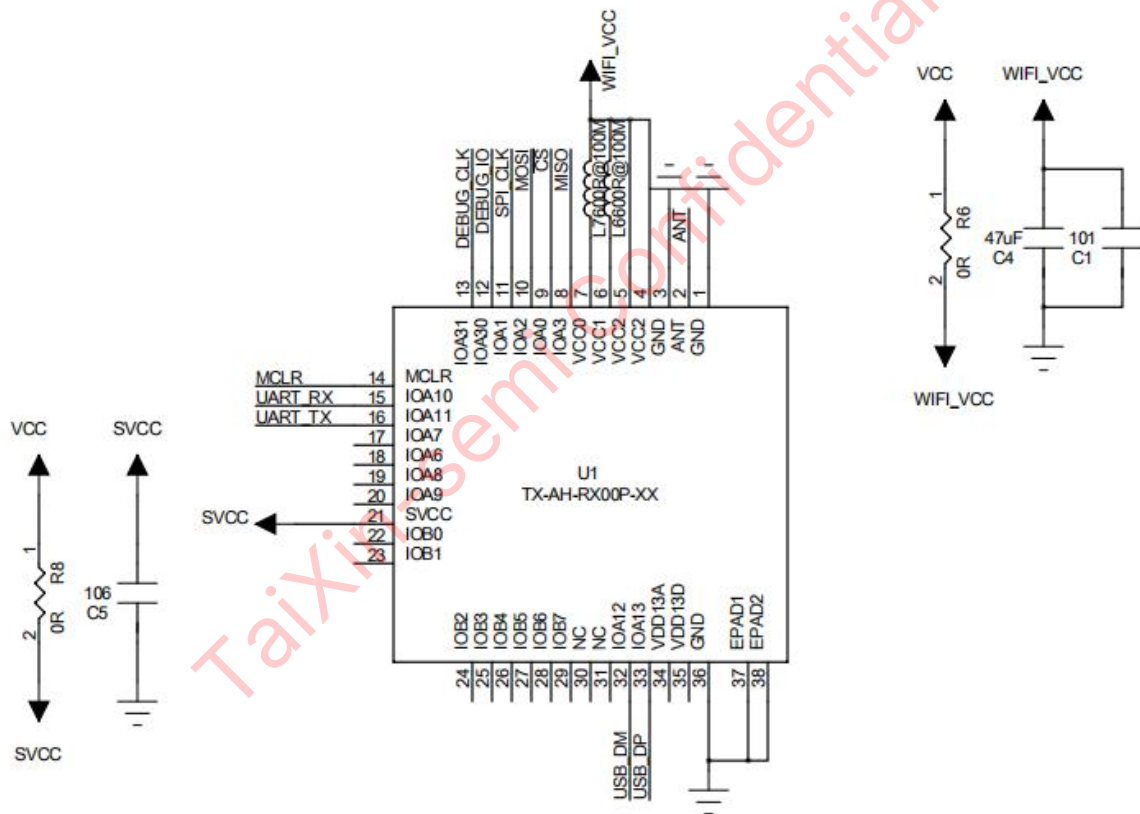 WIFI_VCC
DEBUG_CLK
DEBUG_IO
SPI_CLK
MOSI
CS
MISO
L7600R@100M
L6600R@100M
ANT
13
12
11
10
9
8
7
6
5
4
3
2
1
IOA31
IOA30
IOA1
IOA2
IOA0
IOA3
VCC0
VCC1
VCC2
VCC2
GND
ANT
GND
VCC
WIFI_VCC
1
R6
2
0R
47uF
C4
101
C1
WIFI_VCC
MCLR 14 MCLR
UART_RX 15 IOA10
UART_TX 16 IOA11
17 IOA7
18 IOA6
19 IOA8
20 IOA9
SVCC 21 SVCC
22 IOB0
23 IOB1
U1
TX-AH-RX00P-XX
VCC
SVCC
1
R8
2
0R
106
C5
SVCC
IOB2
IOB3
IOB4
IOB5
IOB6
IOB7
NC
NC
IOA12
IOA13
VDD13A
VDD13D
GND
EPAD1
EPAD2
24
25
26
27
28
29
30
31
32
33
34
35
36
37
38
USB_DM
USB_DP
TaiXin-semi Confidential